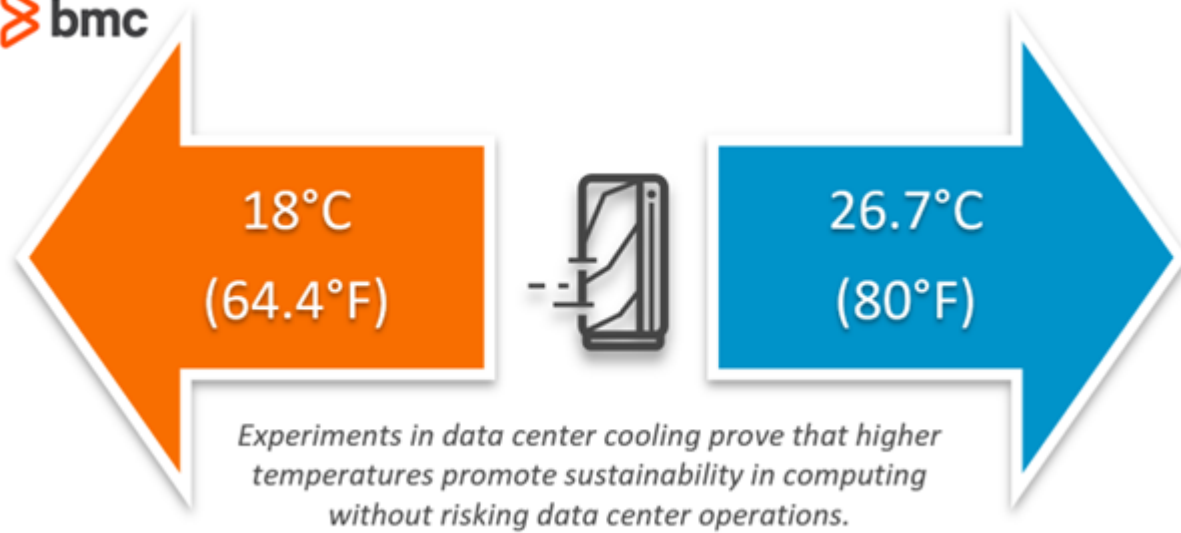 bmc
18°C
(64.4°F)
26.7°C
(80°F)
Experiments in data center cooling prove that higher
temperatures promote sustainability in computing
without risking data center operations.